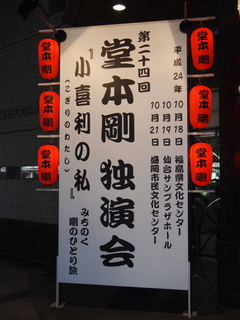 平成24年
10月18日 福島県文化センター
10月19日 仙台サンプラザホール
10月21日 盛岡市民文化センター
第二十四回
堂本剛 独演会
『小喜利の私』
(こぎりのわたし)
みちのく
剛のひとり旅
堂本剛
堂本剛
堂本剛
堂本剛
堂本剛
堂本剛